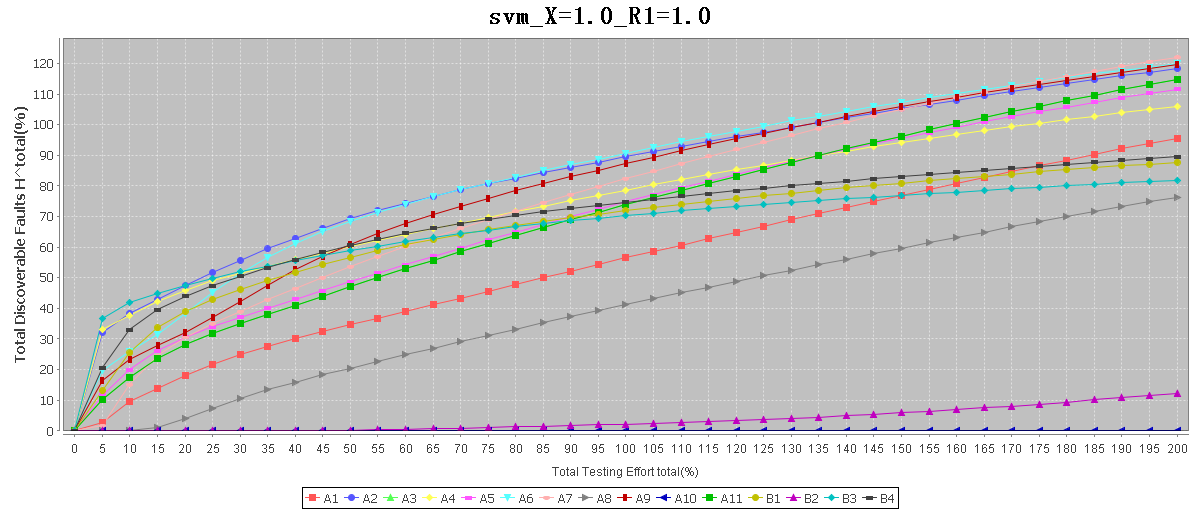 svm_X=1.0_R1=1.0
Total Discoverable Faults H^total(%)
120
110
100
90
80
70
60
50
40
30
20
10
0
0 5 10 15 20 25 30 35 40 45 50 55 60 65 70 75 80 85 90 95 100 105 110 115 120 125 130 135 140 145 150 155 160 165 170 175 180 185 190 195 200
Total Testing Effort total(%)
A1 A2 A3 A4 A5 A6 A7 A8 A9 A10 A11 B1 B2 B3 B4